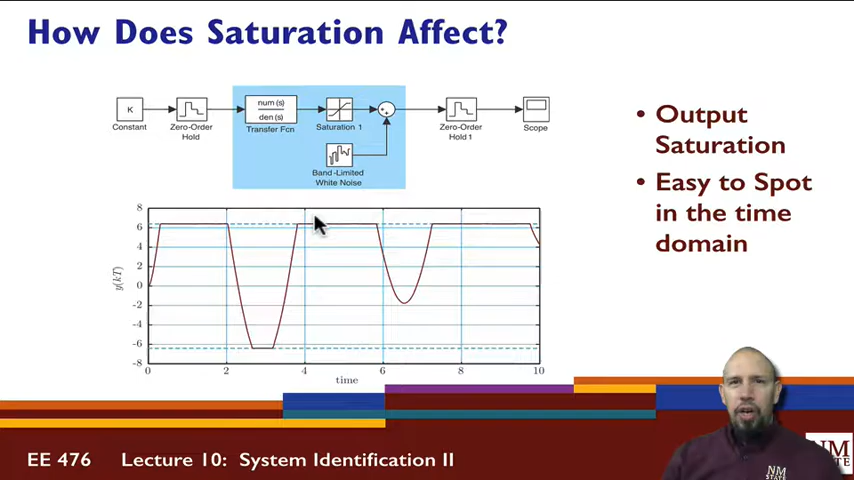 How Does Saturation Affect?
K
Constant
Zero-Order
Hold
num (s)
den (s)
Transfer Fcn
Saturation 1
Band-Limited
White Noise
Zero-Order
Hold 1
Scope
• Output
Saturation
• Easy to Spot
in the time
domain
8
6
4
2
0
-2
-4
-6
-8
y(kT)
0 2 4 6 8 10
time
EE 476 Lecture 10: System Identification II
NM
STATE
NM
STATE